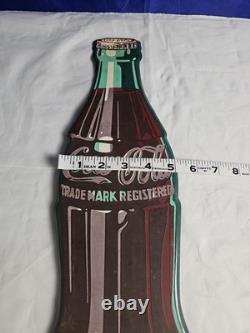 1 2 3 4 5 6 7 8
Coca-Cola
TRADE MARK REGISTERED